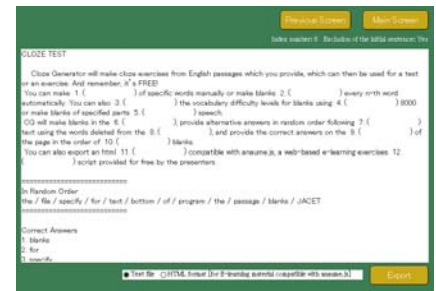 Previous Screen
Main Screen
Index number: 6 Exclusion of the initial sentence: Yes
CLOZE TEST
Cloze Generator will make cloze exercises from English passages which you provide, which can then be used for a test
or an exercise. And remember, it's FREE!
You can make 1. ( ) of specific words manually or make blanks 2. ( ) every n-th word
automatically. You can also 3. ( ) the vocabulary difficulty levels for blanks using 4. ( ) 8000
or make blanks of specified parts 5. ( ) speech.
CG will make blanks in the 6. ( ), provide alternative answers in random order following 7. ( )
text using the words deleted from the 8. ( ), and provide the correct answers on the 9. ( ) of
the page in the order of 10. ( ) blanks.
You can also export an html 11. ( ) compatible with anaume.js, a web-based e-learning exercises 12.
( ) script provided for free by the presenters.
==========================
In Random Order
the / file / specify / for / text / bottom / of / program / the / passage / blanks / JACET
==========================
Correct Answers
1. blanks
2. for
3. specify
Text file
HTML format [for E-learning material compatible with anaume.js]
Export